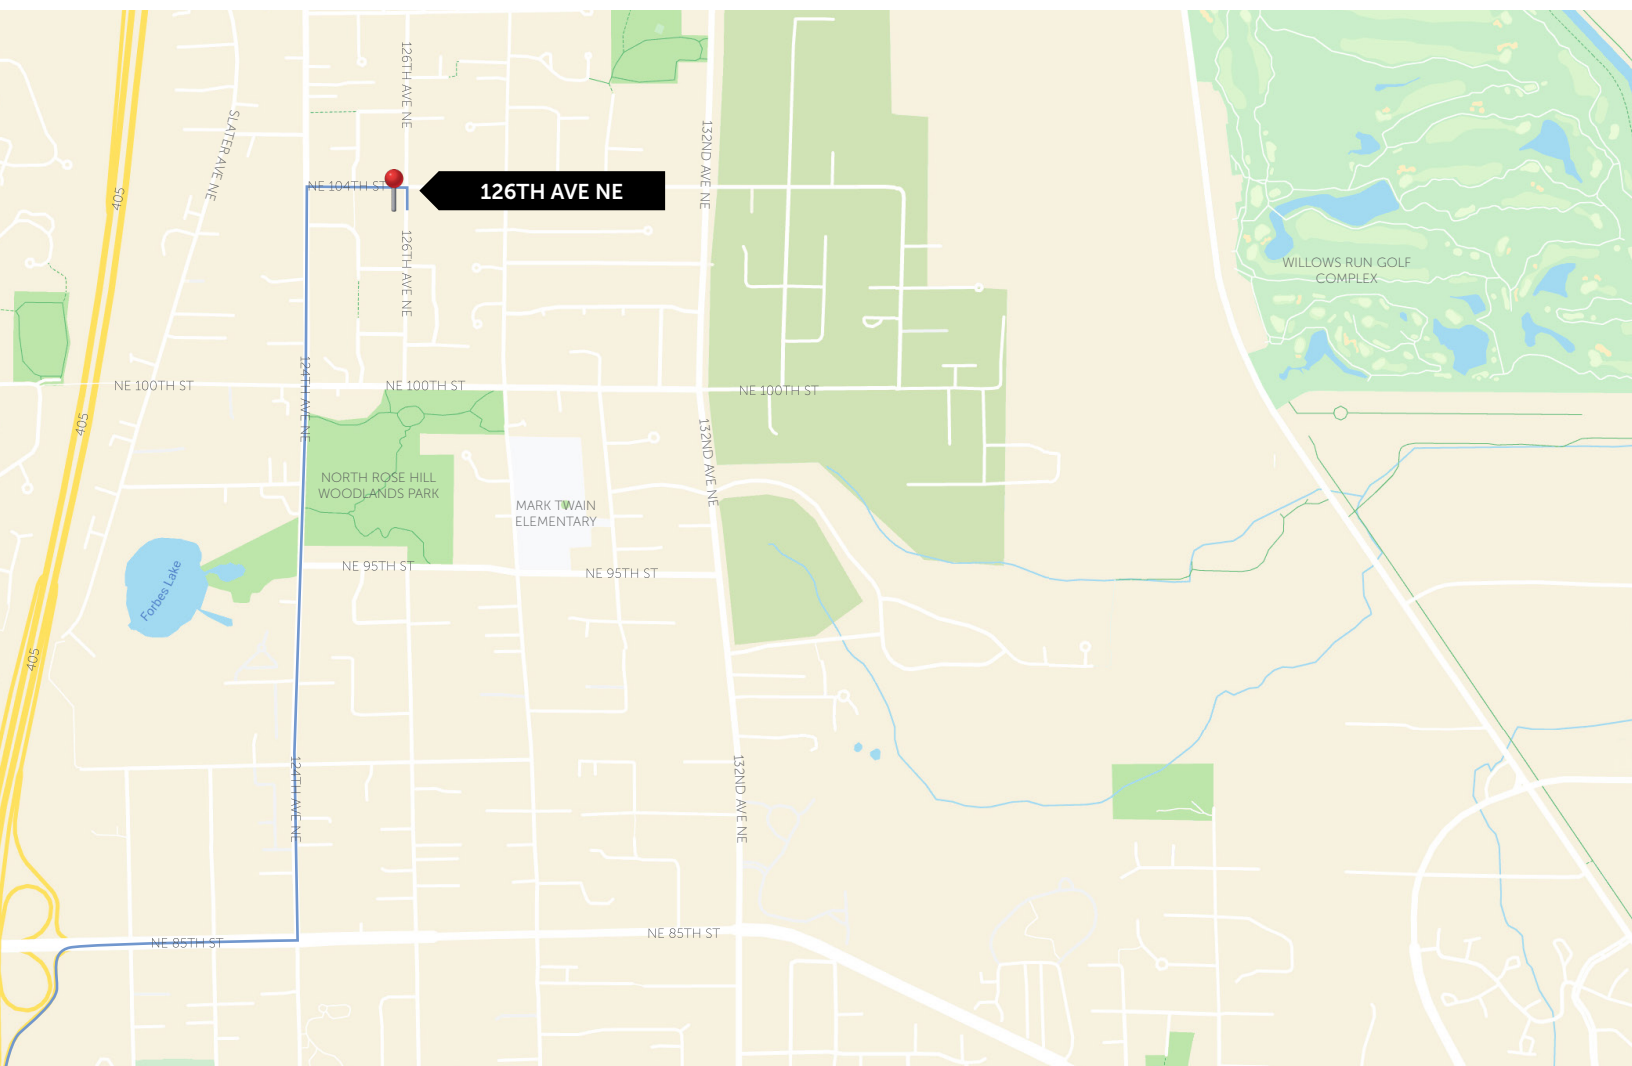 126TH AVE NE
SLATER AVE NE
132ND AVE NE
405
NE 104TH ST
126TH AVE NE
126TH AVE NE
WILLOWS RUN GOLF
COMPLEX
124TH AVE NE
NE 100TH ST
NE 100TH ST
NE 100TH ST
405
132ND AVE NE
NORTH ROSE HILL
WOODLANDS PARK
MARK TWAIN
ELEMENTARY
Forbes Lake
NE 95TH ST
NE 95TH ST
405
124TH AVE NE
132ND AVE NE
NE 85TH ST
NE 85TH ST